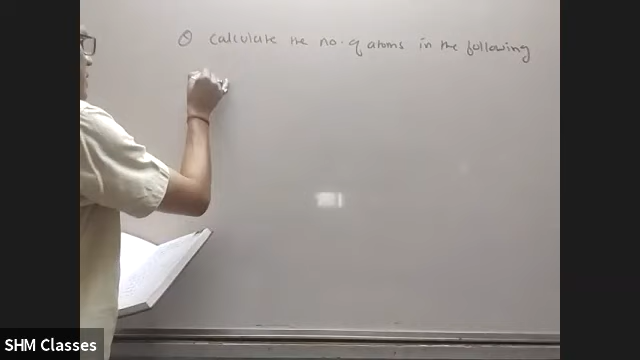 Q calculate the no. of atoms in the following
SHM Classes